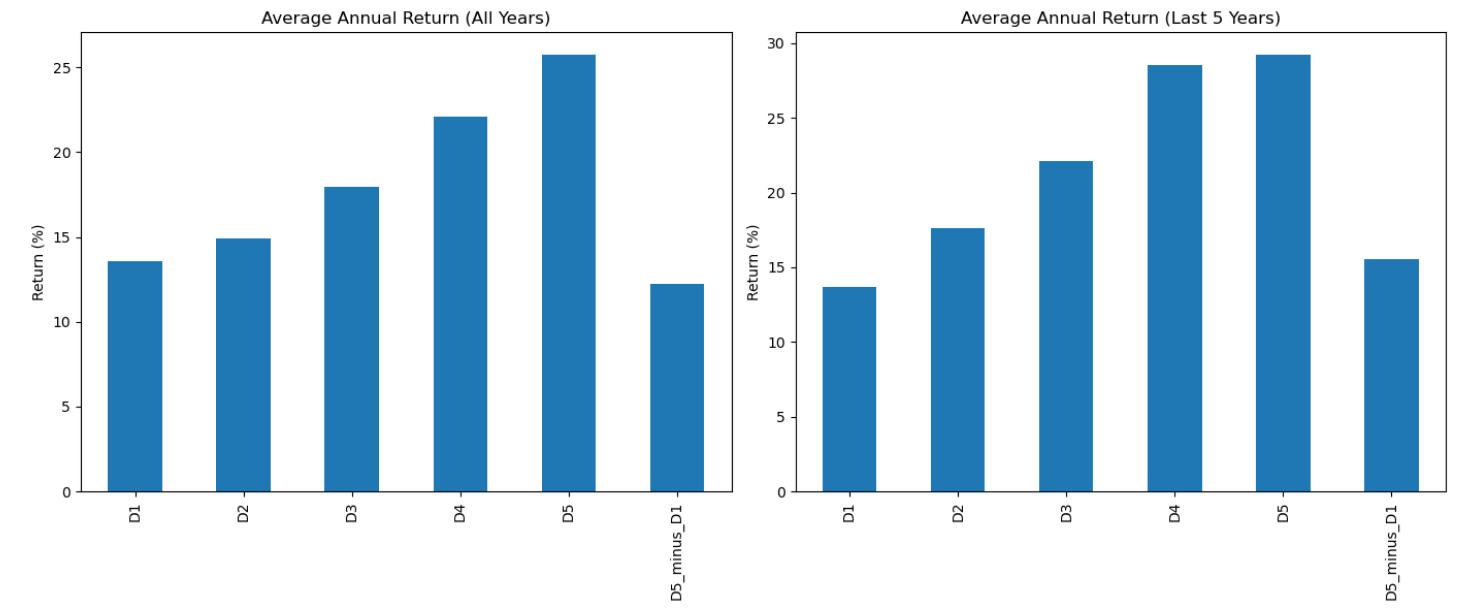 Average Annual Return (All Years)
Return (%)
25
20
15
10
5
0
D1
D2
D3
D4
D5
D5_minus_D1
Average Annual Return (Last 5 Years)
Return (%)
30
25
20
15
10
5
0
D1
D2
D3
D4
D5
D5_minus_D1